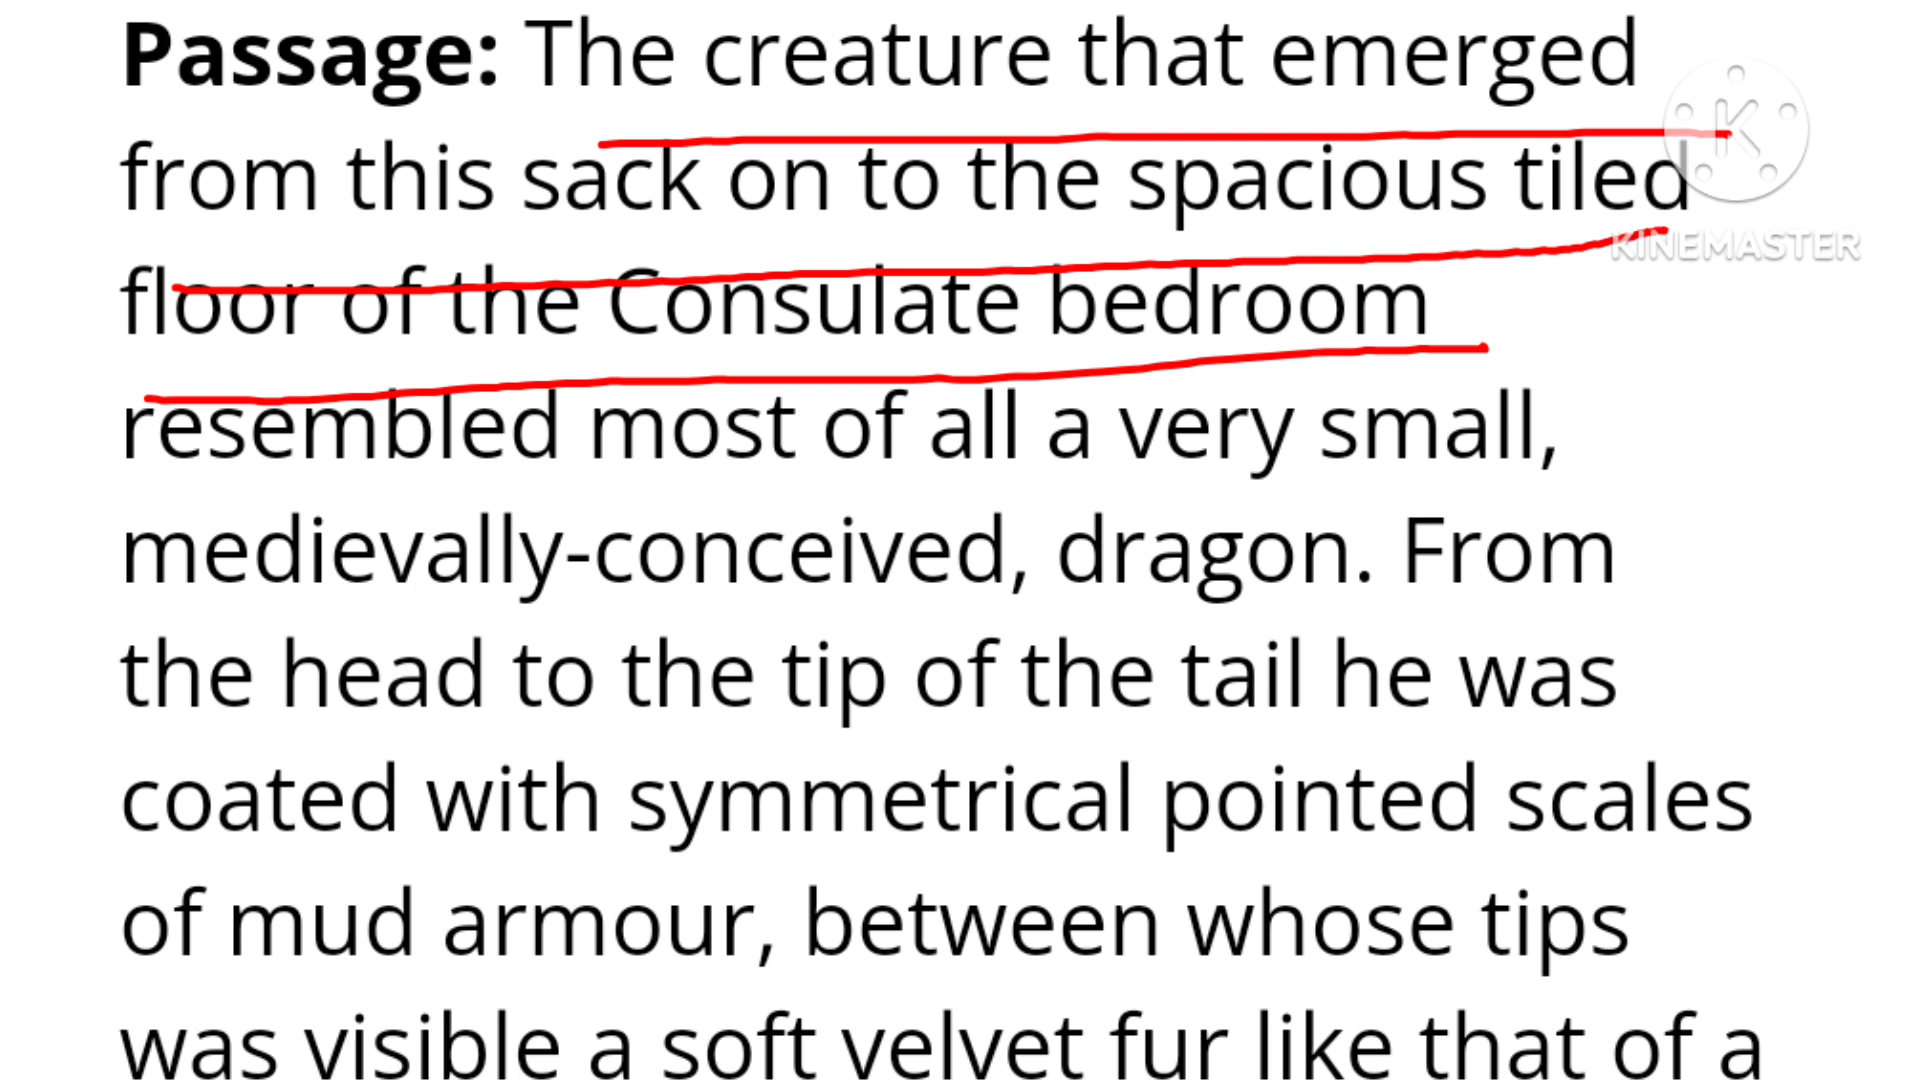 Passage: The creature that emerged
from this sack on to the spacious tiled
floor of the Consulate bedroom
resembled most of all a very small,
medievally-conceived, dragon. From
the head to the tip of the tail he was
coated with symmetrical pointed scales
of mud armour, between whose tips
was visible a soft velvet fur like that of a
K
KINEMASTER